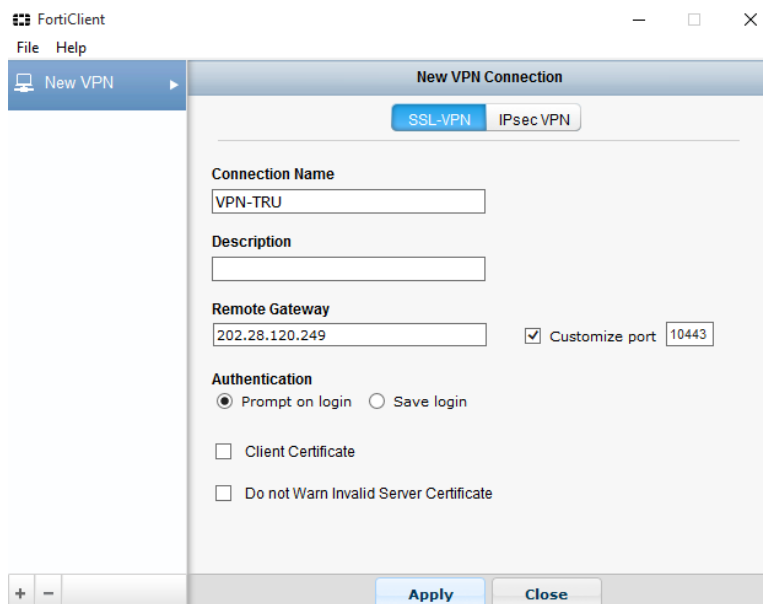 FortiClient
File Help
New VPN
New VPN Connection
SSL-VPN IPsec VPN
Connection Name
VPN-TRU
Description
Remote Gateway
202.28.120.249 Customize port 10443
Authentication
Prompt on login Save login
Client Certificate
Do not Warn Invalid Server Certificate
+ − Apply Close